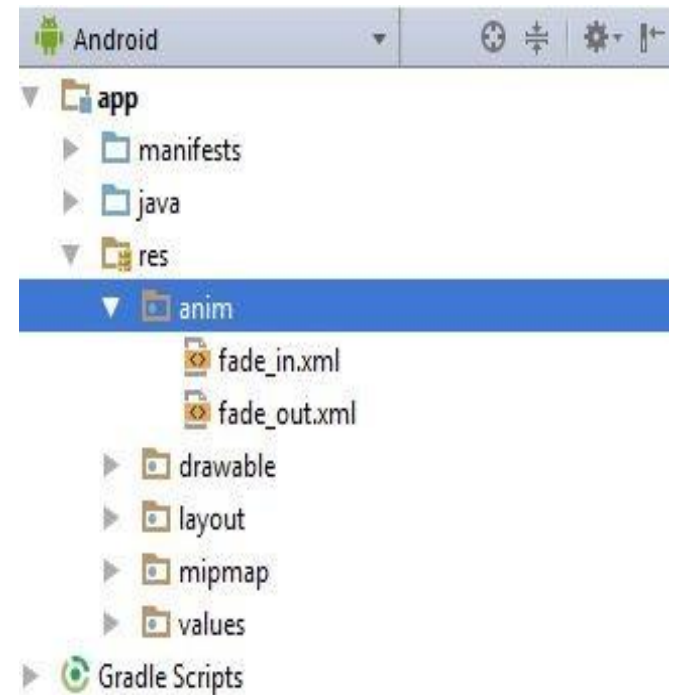 Android
app
manifests
java
res
anim
fade_in.xml
fade_out.xml
drawable
layout
mipmap
values
Gradle Scripts